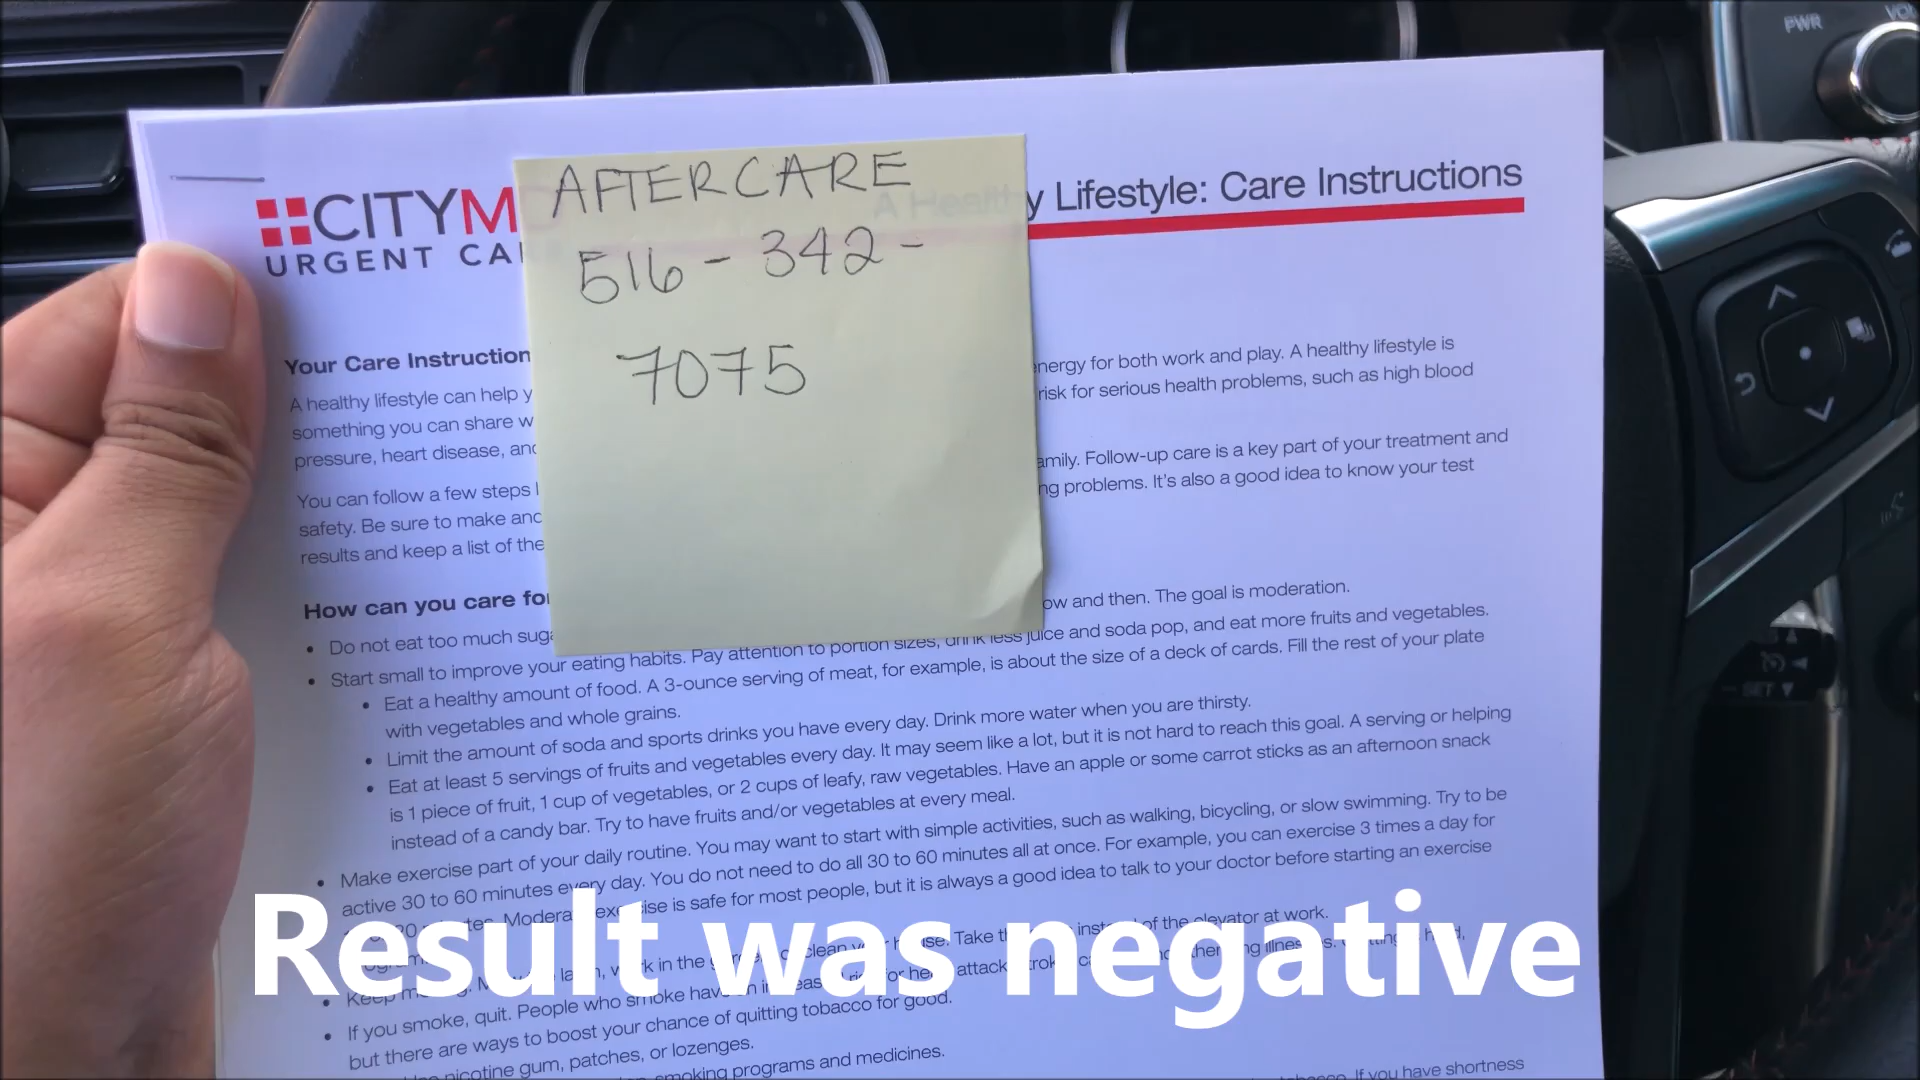 PWR
VOL
CITYM
URGENT CA
A Healthy Lifestyle: Care Instructions
AFTERCARE
516-342-
7075
Your Care Instruction
A healthy lifestyle can help y
energy for both work and play. A healthy lifestyle is
something you can share w
risk for serious health problems, such as high blood
pressure, heart disease, and
You can follow a few steps
amily. Follow-up care is a key part of your treatment and
safety. Be sure to make and
ng problems. It's also a good idea to know your test
results and keep a list of the
How can you care fo
ow and then. The goal is moderation.
• Do not eat too much suga
• Start small to improve your eating habits. Pay attention to portion sizes, drink less juice and soda pop, and eat more fruits and vegetables.
• Eat a healthy amount of food. A 3-ounce serving of meat, for example, is about the size of a deck of cards. Fill the rest of your plate
with vegetables and whole grains.
• Limit the amount of soda and sports drinks you have every day. Drink more water when you are thirsty.
• Eat at least 5 servings of fruits and vegetables every day. It may seem like a lot, but it is not hard to reach this goal. A serving or helping
is 1 piece of fruit, 1 cup of vegetables, or 2 cups of leafy, raw vegetables. Have an apple or some carrot sticks as an afternoon snack
instead of a candy bar. Try to have fruits and/or vegetables at every meal.
• Make exercise part of your daily routine. You may want to start with simple activities, such as walking, bicycling, or slow swimming. Try to be
active 30 to 60 minutes every day. You do not need to do all 30 to 60 minutes all at once. For example, you can exercise 3 times a day for
Moderate exercise is safe for most people, but it is always a good idea to talk to your doctor before starting an exercise
Result was negative
• Keep Take of the elevator at work.
• If you smoke, quit. People who smoke have
but there are ways to boost your chance of quitting tobacco for good.
nicotine gum, patches, or lozenges.
smoking programs and medicines.
If you have shortness
SET